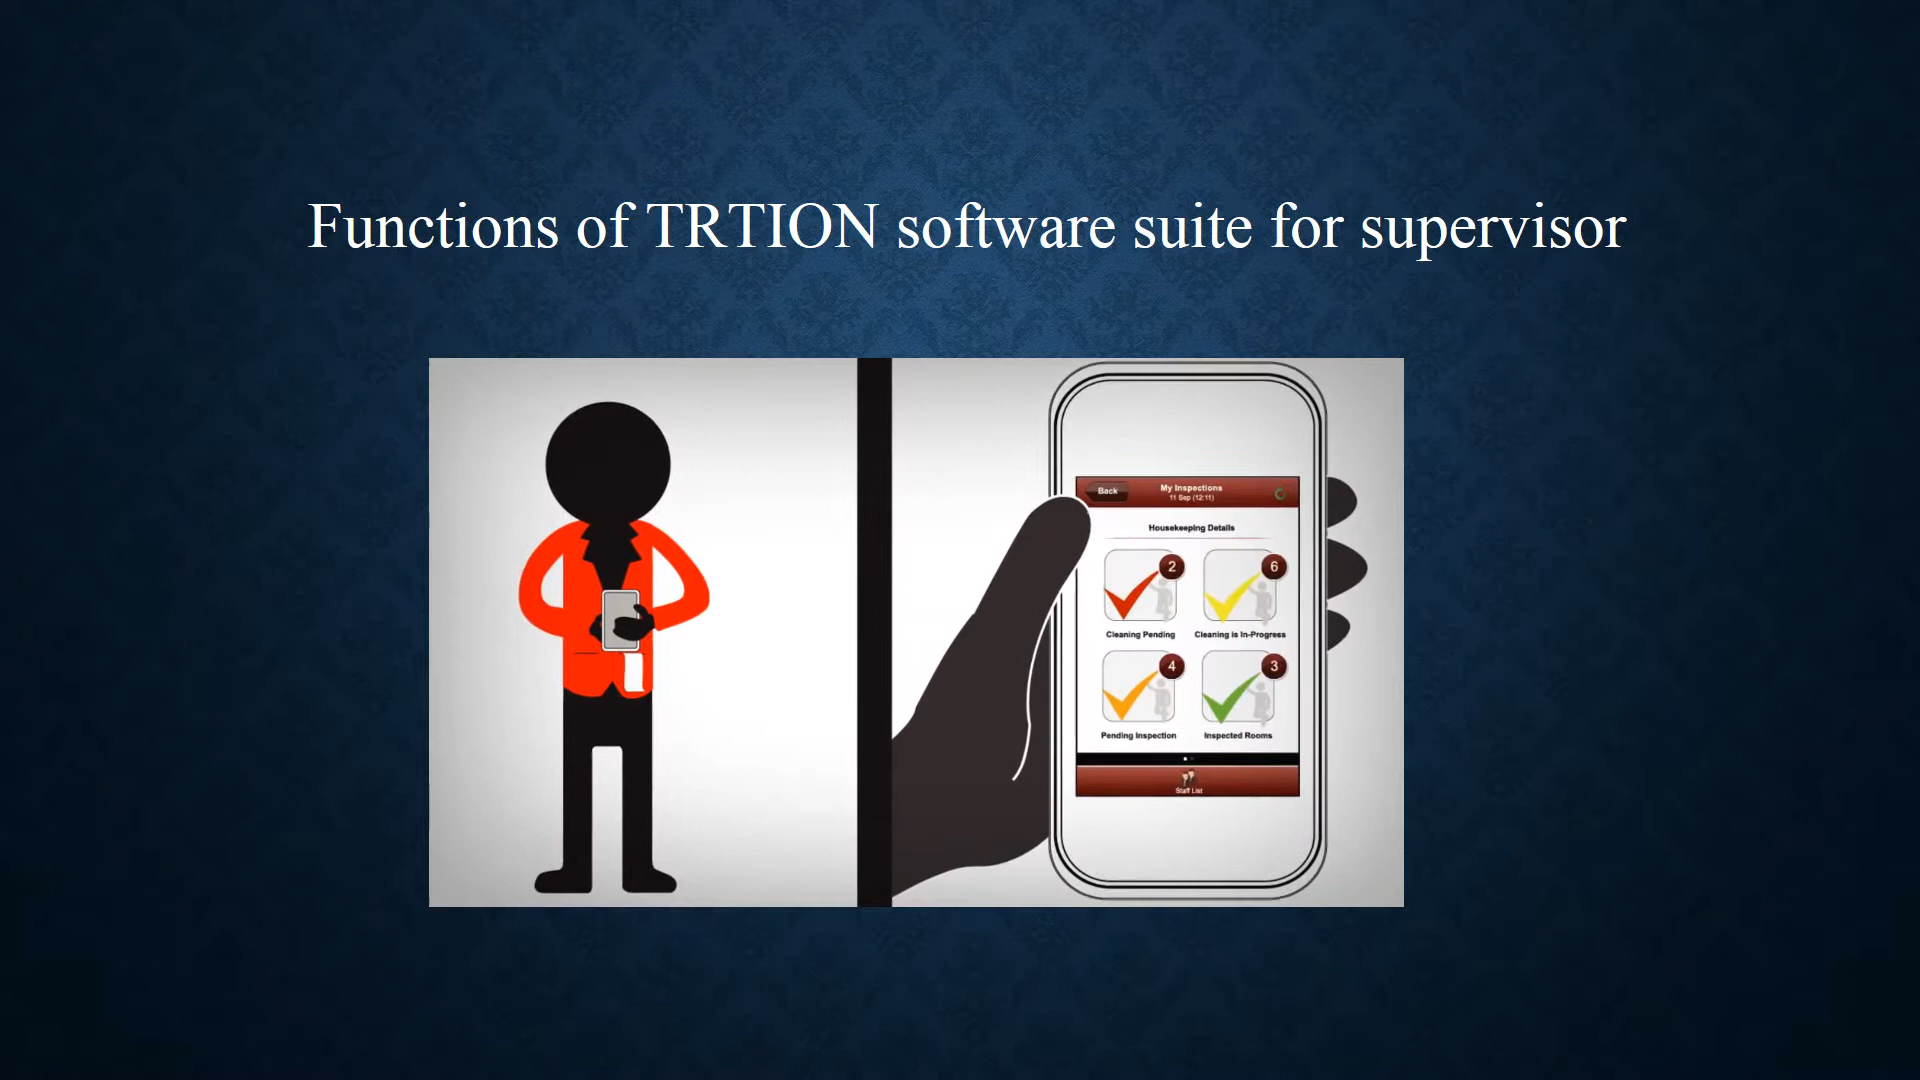 Functions of TRTION software suite for supervisor
Back
My Inspections
11 Sep (12:11)
Housekeeping Details
2
6
Cleaning Pending
Cleaning is In-Progress
4
3
Pending Inspection
Inspected Rooms
Staff List